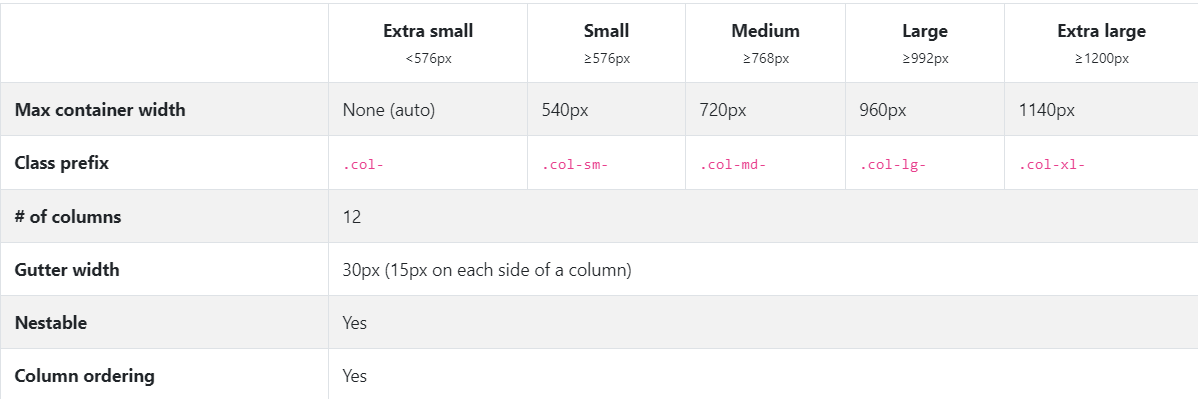 Extra small Small Medium Large Extra large
<576px ≥576px ≥768px ≥992px ≥1200px
Max container width None (auto) 540px 720px 960px 1140px
Class prefix .col- .col-sm- .col-md- .col-lg- .col-xl-
# of columns 12
Gutter width 30px (15px on each side of a column)
Nestable Yes
Column ordering Yes